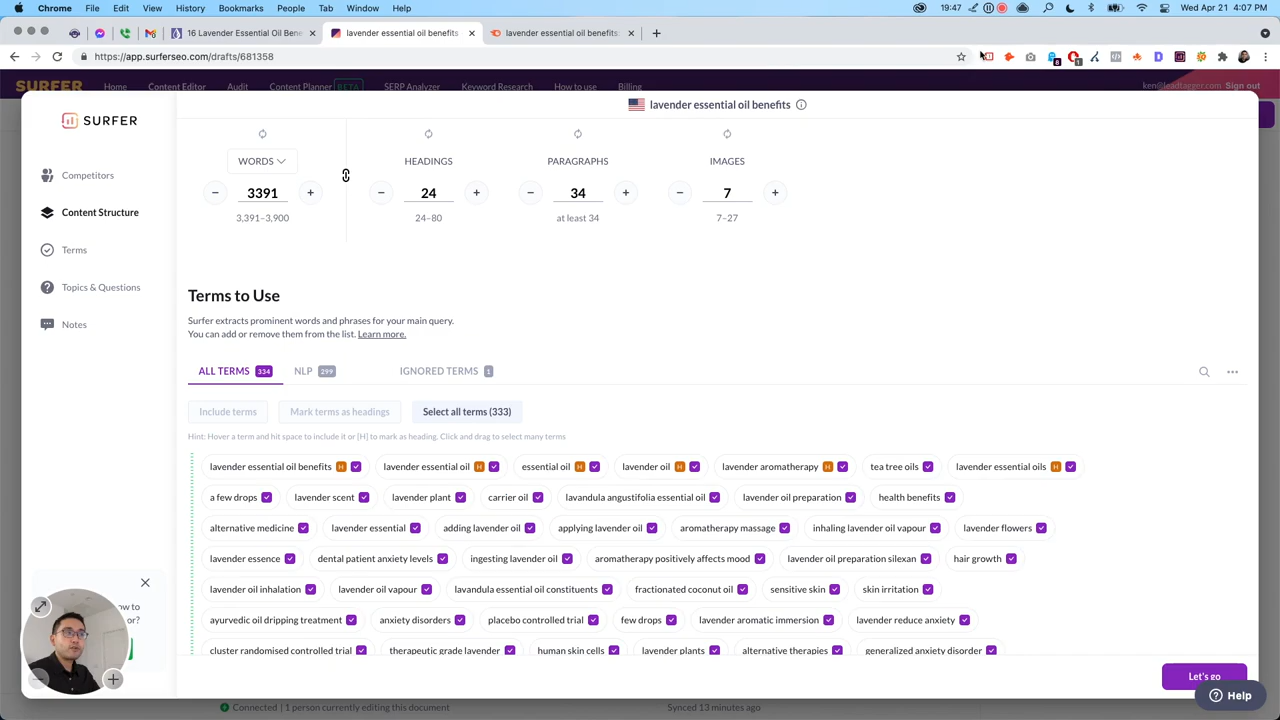 Chrome File Edit View History Bookmarks People Tab Window Help 19:47 Wed Apr 21 4:07 PM
16 Lavender Essential Oil Bene lavender essential oil benefits lavender essential oil benefits:
https://app.surferseo.com/drafts/681358
SURFER Home Content Editor Audit Content Planner BETA SERP Analyzer Keyword Research How to use Billing ken@leadtagger.com Sign out
SURFER
lavender essential oil benefits
Competitors
Content Structure
Terms
Topics & Questions
Notes
WORDS HEADINGS PARAGRAPHS IMAGES
− 3391 + − 24 + − 34 + − 7 +
3,391–3,900 24–80 at least 34 7–27
Terms to Use
Surfer extracts prominent words and phrases for your main query.
You can add or remove them from the list. Learn more.
ALL TERMS 334 NLP 299 IGNORED TERMS 1
Include terms Mark terms as headings Select all terms (333)
Hint: Hover a term and hit space to include it or [H] to mark as heading. Click and drag to select many terms
lavender essential oil benefits H lavender essential oil H essential oil H lavender oil H lavender aromatherapy H tea tree oils lavender essential oils H
a few drops lavender scent lavender plant carrier oil lavandula angustifolia essential oil lavender oil preparation health benefits
alternative medicine lavender essential adding lavender oil applying lavender oil aromatherapy massage inhaling lavender oil vapour lavender flowers
lavender essence dental patient anxiety levels ingesting lavender oil aromatherapy positively affects mood lavender oil preparation silexan hair growth
lavender oil inhalation lavender oil vapour lavandula essential oil constituents fractionated coconut oil sensitive skin skin irritation
ayurvedic oil dripping treatment anxiety disorders placebo controlled trial few drops lavender aromatic immersion lavender reduce anxiety
cluster randomised controlled trial therapeutic grade lavender human skin cells lavender plants alternative therapies generalized anxiety disorder
ow to
or?
Let's go
Help
Connected | 1 person currently editing this document Synced 13 minutes ago